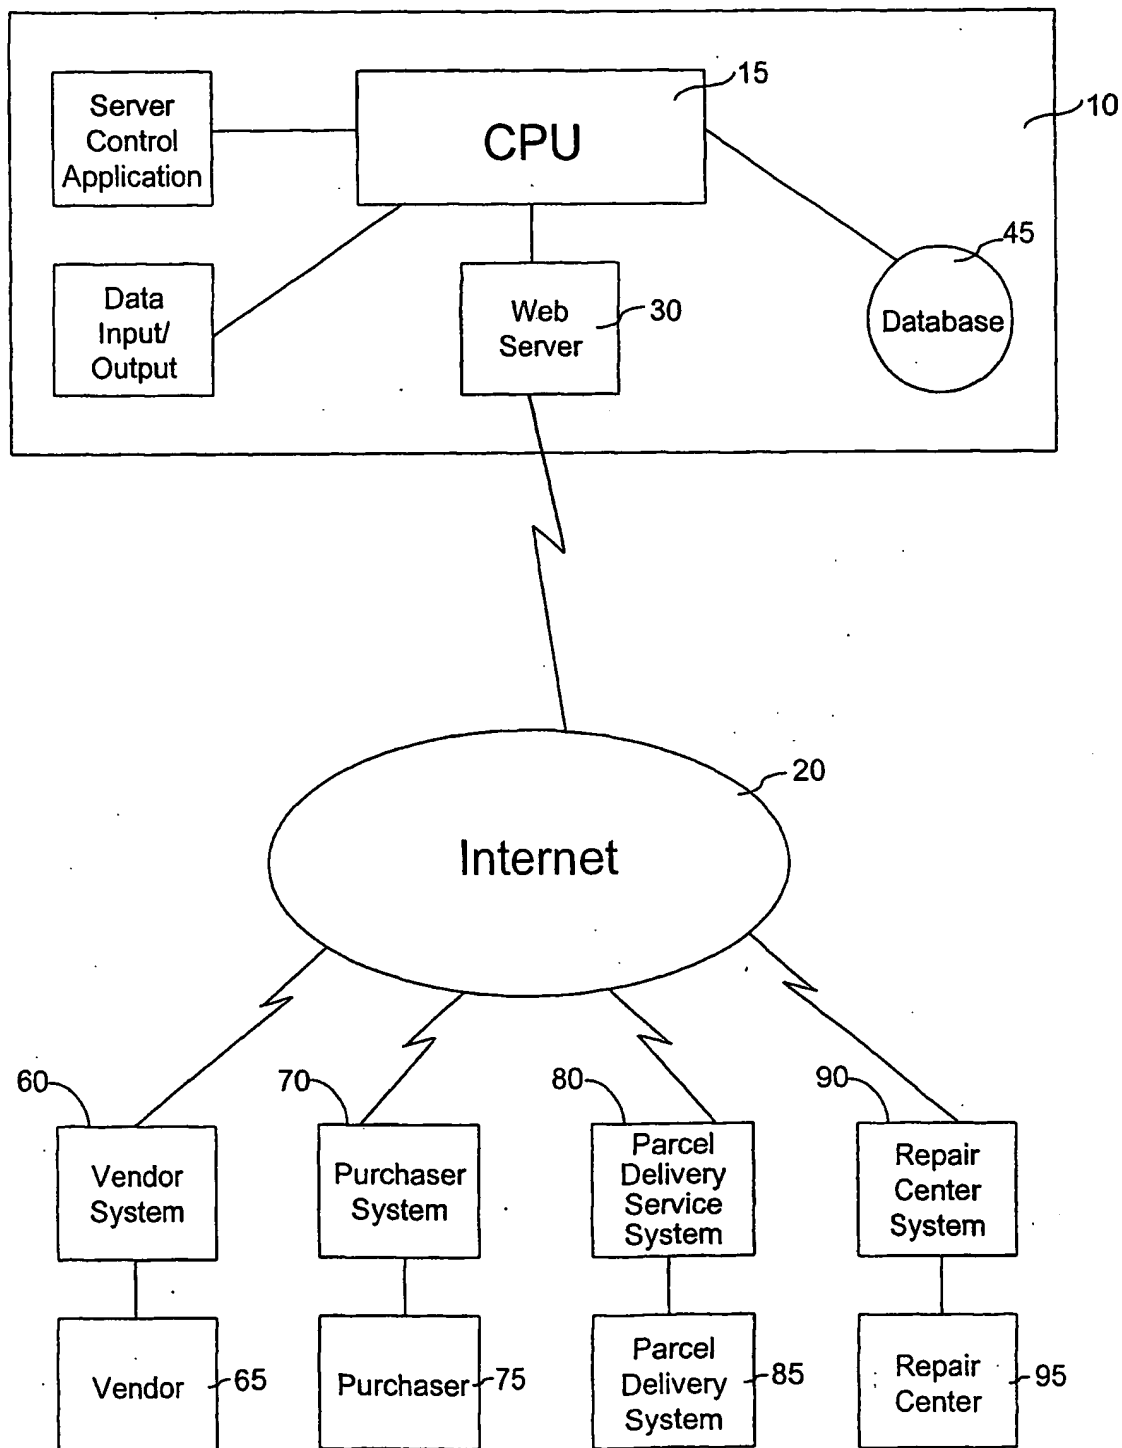 15
10
Server
Control
Application
CPU
45
Data
Input/
Output
Web
Server
30
Database
20
Internet
60
70
80
90
Vendor
System
Purchaser
System
Parcel
Delivery
Service
System
Repair
Center
System
Vendor
65
Purchaser
75
Parcel
Delivery
System
85
Repair
Center
95